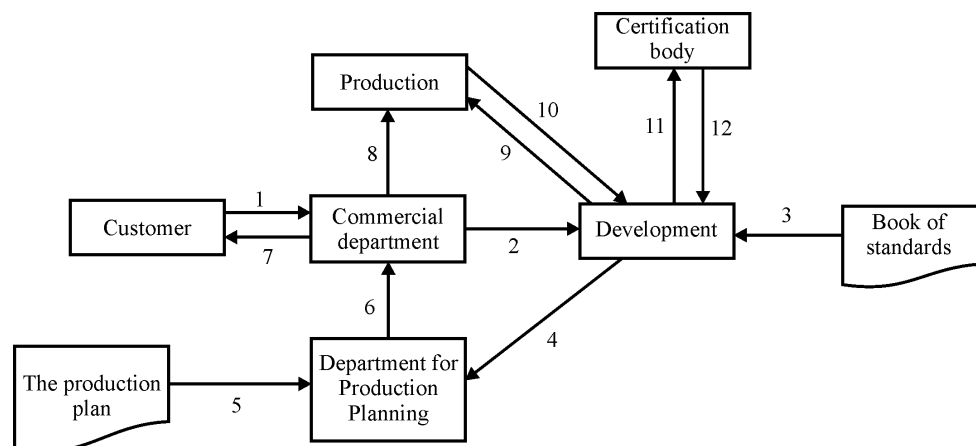 Certification
body
Production
10
11
12
9
8
1
Customer
7
Commercial
department
2
Development
3
Book of
standards
6
4
The production
plan
5
Department for
Production
Planning